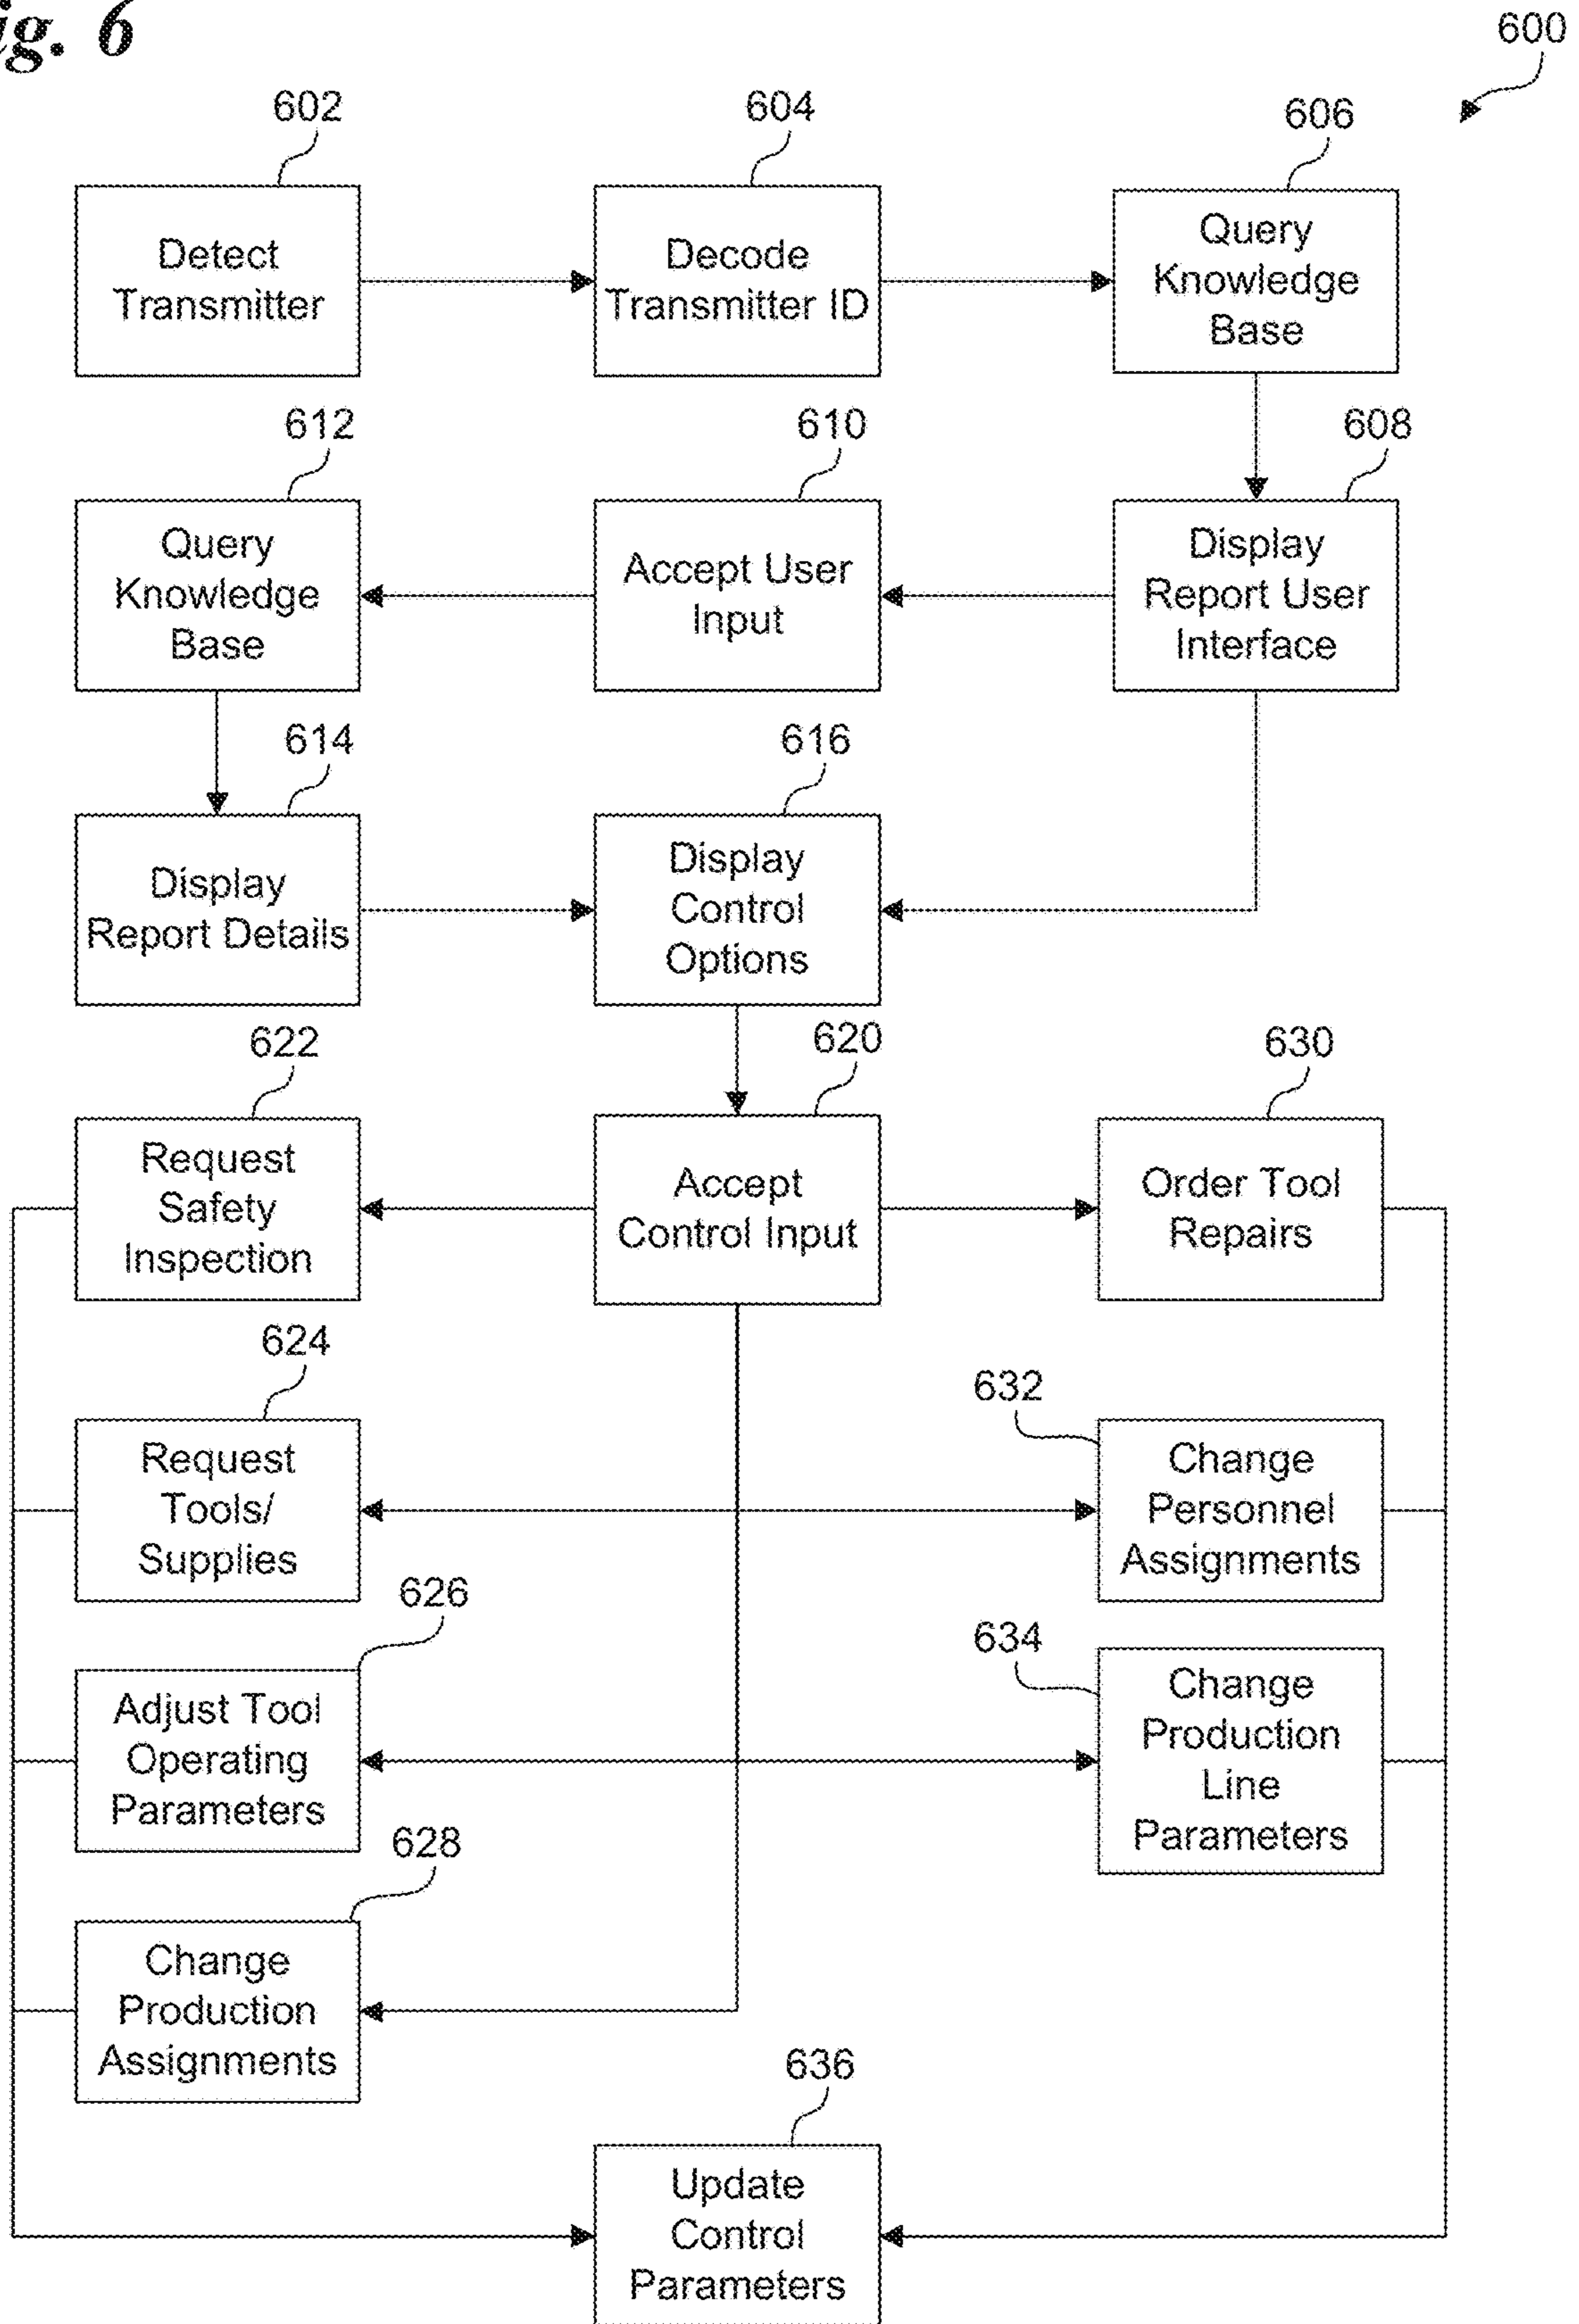 ig. 6
600
602
604
606
Detect
Transmitter
Decode
Transmitter ID
Query
Knowledge
Base
612
610
608
Query
Knowledge
Base
Accept User
Input
Display
Report User
Interface
614
616
Display
Report Details
Display
Control
Options
622
620
630
Request
Safety
Inspection
Accept
Control Input
Order Tool
Repairs
624
632
Request
Tools/
Supplies
Change
Personnel
Assignments
626
634
Adjust Tool
Operating
Parameters
Change
Production
Line
Parameters
628
Change
Production
Assignments
636
Update
Control
Parameters